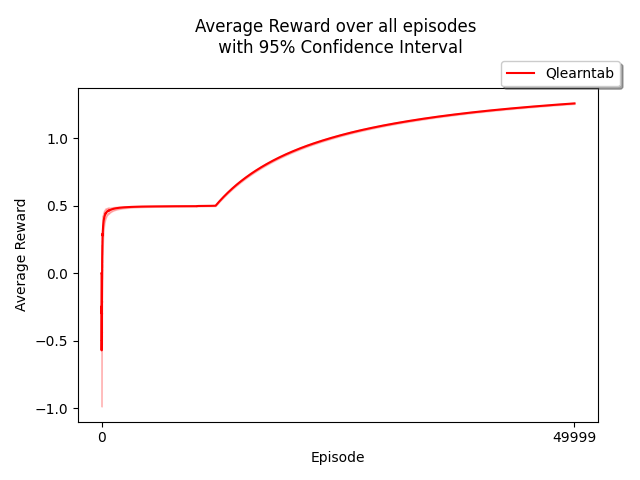 Average Reward over all episodes
with 95% Confidence Interval
Qlearntab
1.0
0.5
0.0
−0.5
−1.0
Average Reward
0
49999
Episode